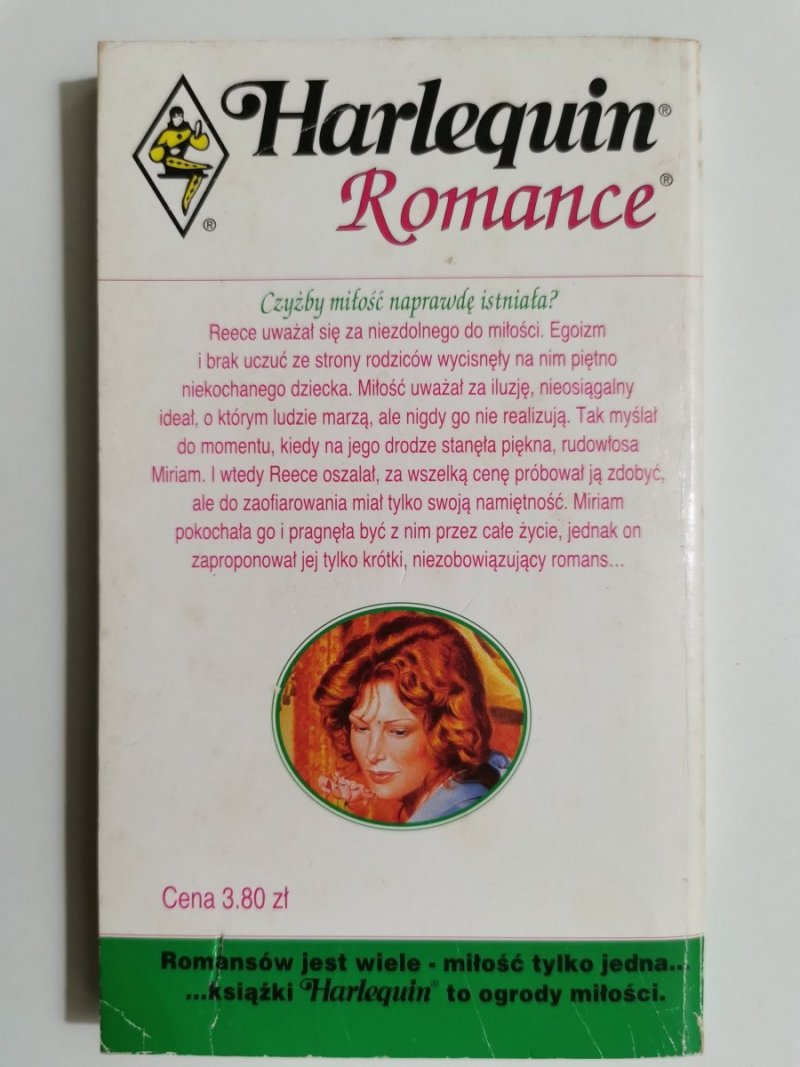 Harlequin®
Romance®
®
Czyżby miłość naprawdę istniała?
Reece uważał się za niezdolnego do miłości. Egoizm
i brak uczuć ze strony rodziców wycisnęły na nim piętno
niekochanego dziecka. Miłość uważał za iluzję, nieosiągalny
ideał, o którym ludzie marzą, ale nigdy go nie realizują. Tak myślał
do momentu, kiedy na jego drodze stanęła piękna, rudowłosa
Miriam. I wtedy Reece oszalał, za wszelką cenę próbował ją zdobyć,
ale do zaofiarowania miał tylko swoją namiętność. Miriam
pokochała go i pragnęła być z nim przez całe życie, jednak on
zaproponował jej tylko krótki, niezobowiązujący romans...
Cena 3.80 zł
Romansów jest wiele - miłość tylko jedna...
...książki Harlequin® to ogrody miłości.